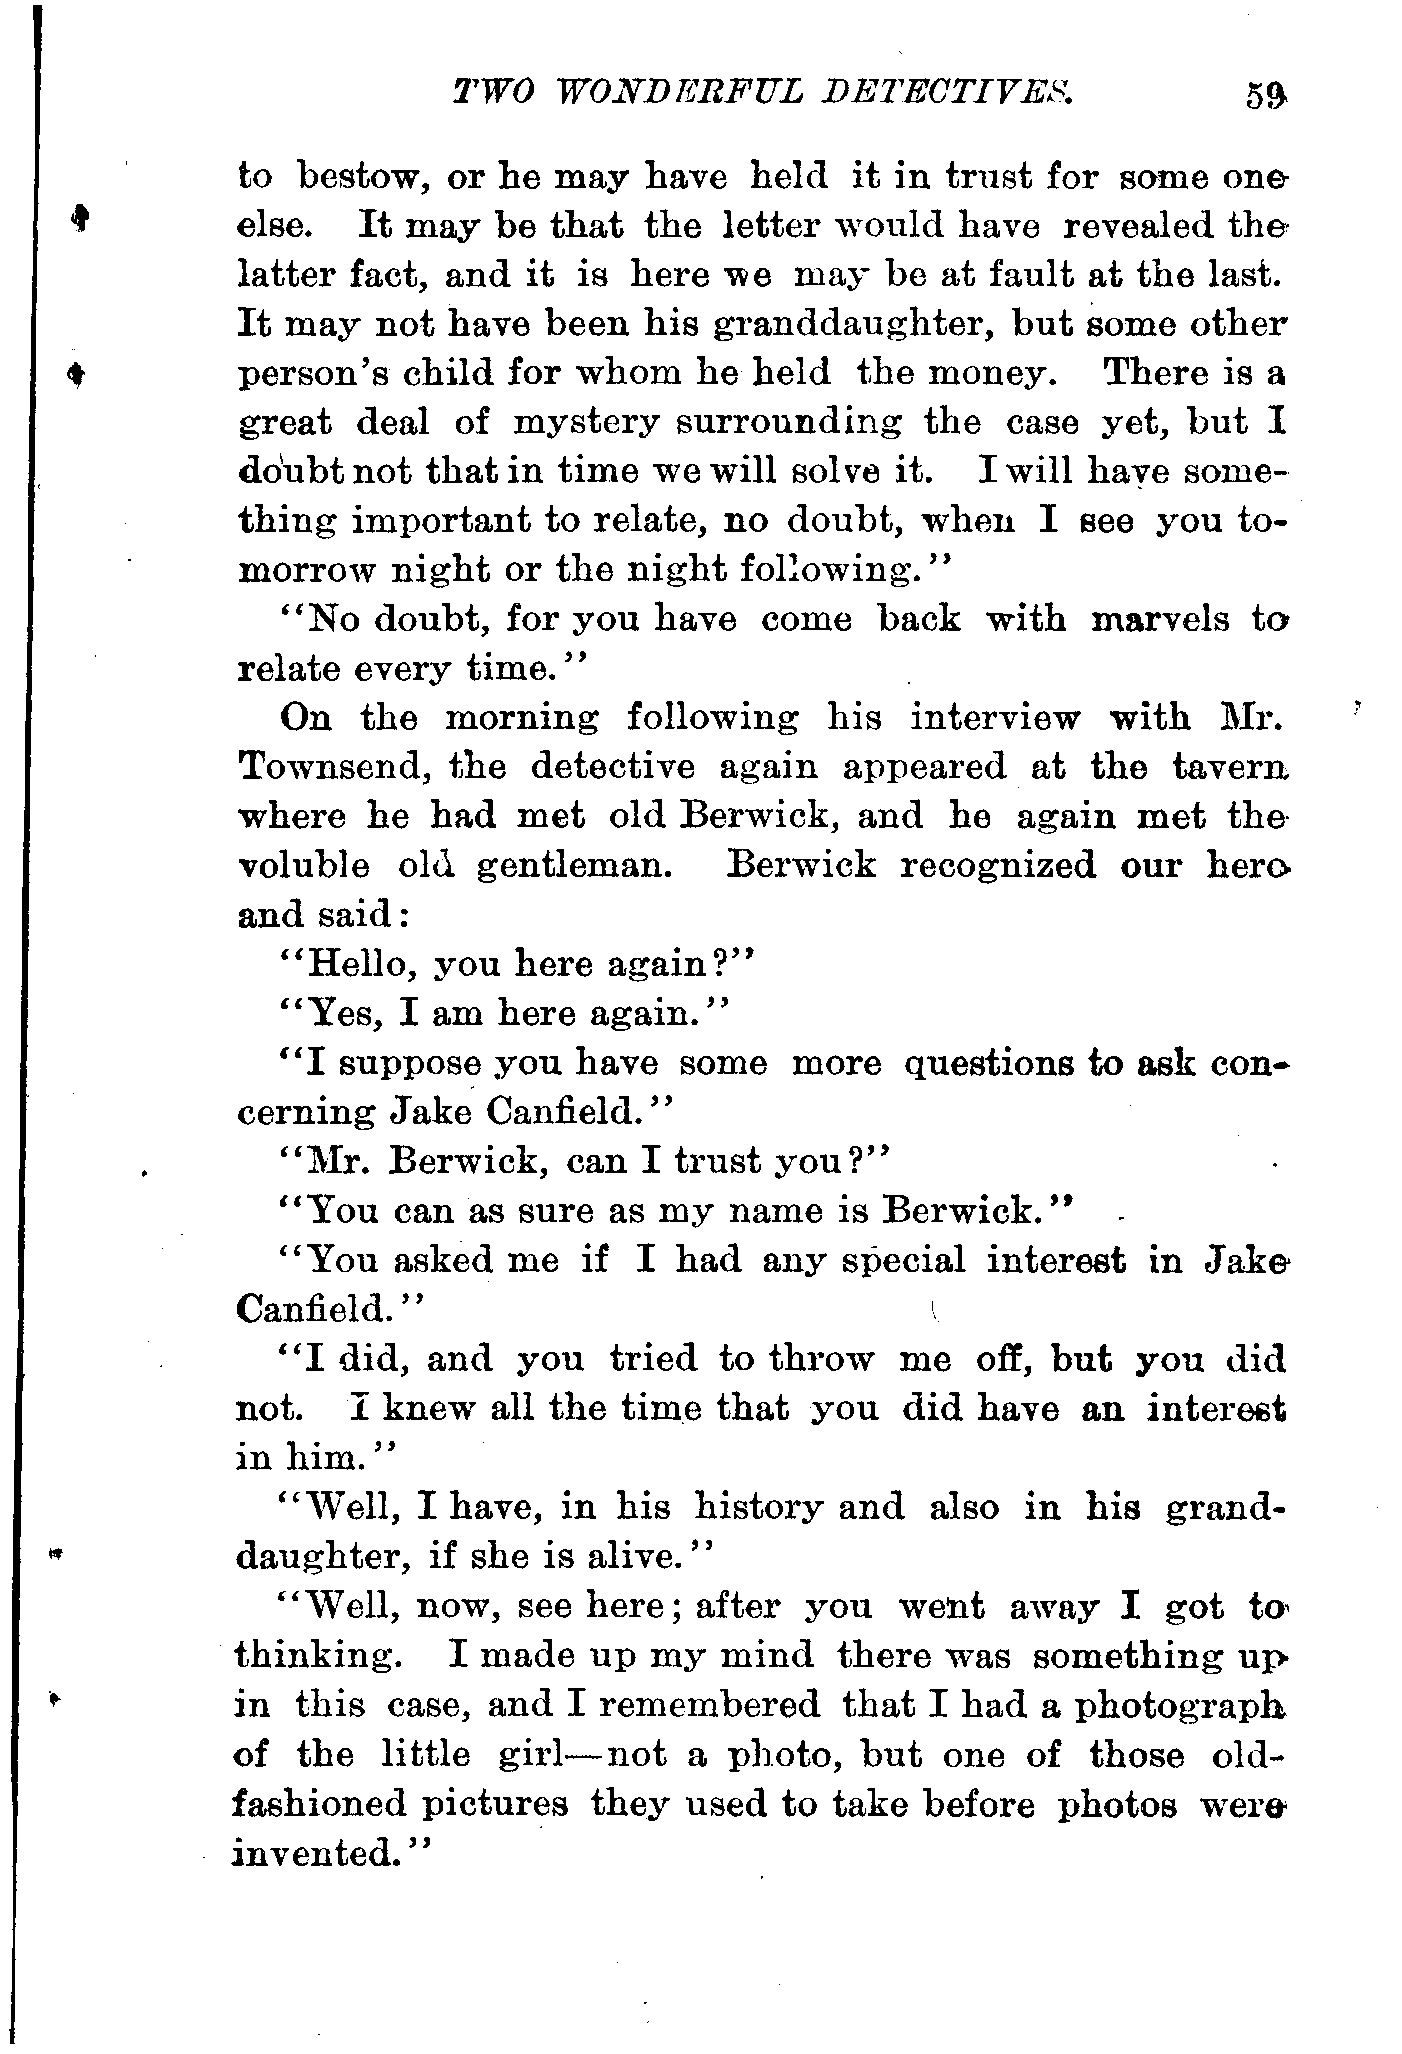 TWO WONDERFUL DETECTIVES. 59
to bestow, or he may have held it in trust for some one
else. It may be that the letter would have revealed the
latter fact, and it is here we may be at fault at the last.
It may not have been his granddaughter, but some other
person's child for whom he held the money. There is a
great deal of mystery surrounding the case yet, but I
doubt not that in time we will solve it. I will have some-
thing important to relate, no doubt, when I see you to-
morrow night or the night following."
"No doubt, for you have come back with marvels to
relate every time."
On the morning following his interview with Mr.
Townsend, the detective again appeared at the tavern
where he had met old Berwick, and he again met the
voluble old gentleman. Berwick recognized our hero
and said:
"Hello, you here again?"
"Yes, I am here again."
"I suppose you have some more questions to ask con-
cerning Jake Canfield."
"Mr. Berwick, can I trust you?"
"You can as sure as my name is Berwick."
"You asked me if I had any special interest in Jake
Canfield."
"I did, and you tried to throw me off, but you did
not. I knew all the time that you did have an interest
in him."
"Well, I have, in his history and also in his grand-
daughter, if she is alive."
"Well, now, see here; after you went away I got to
thinking. I made up my mind there was something up
in this case, and I remembered that I had a photograph
of the little girl—not a photo, but one of those old-
fashioned pictures they used to take before photos were
invented."